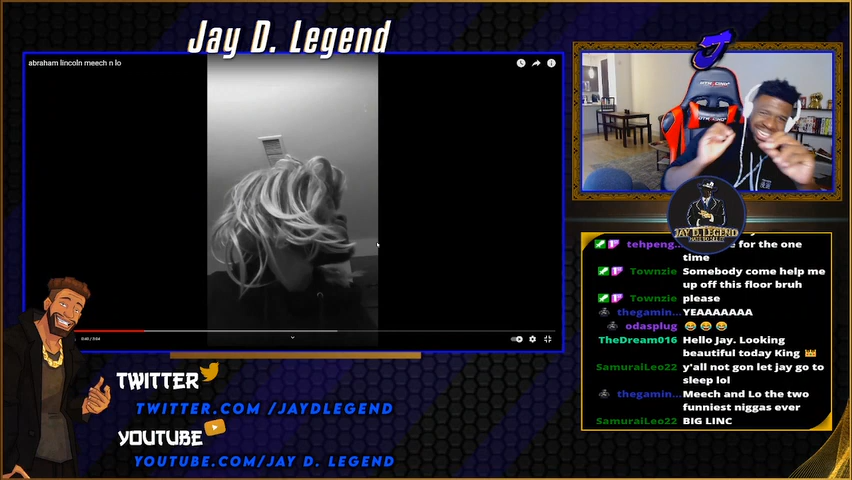 Jay D. Legend
abraham lincoln meech n lo
J
JAY D. LEGEND
tehpeng... e for the one
time
Townzie Somebody come help me
up off this floor bruh
Townzie please
thegamin... YEAAAAAAA
odasplug 😂 😂 😂
TheDream016 Hello Jay. Looking
beautiful today King 👑
SamuraiLeo22 y'all not gon let jay go to
sleep lol
thegamin... Meech and Lo the two
funniest niggas ever
SamuraiLeo22 BIG LINC
TWITTER
TWITTER.COM /JAYDLEGEND
YOUTUBE
YOUTUBE.COM/JAY D. LEGEND